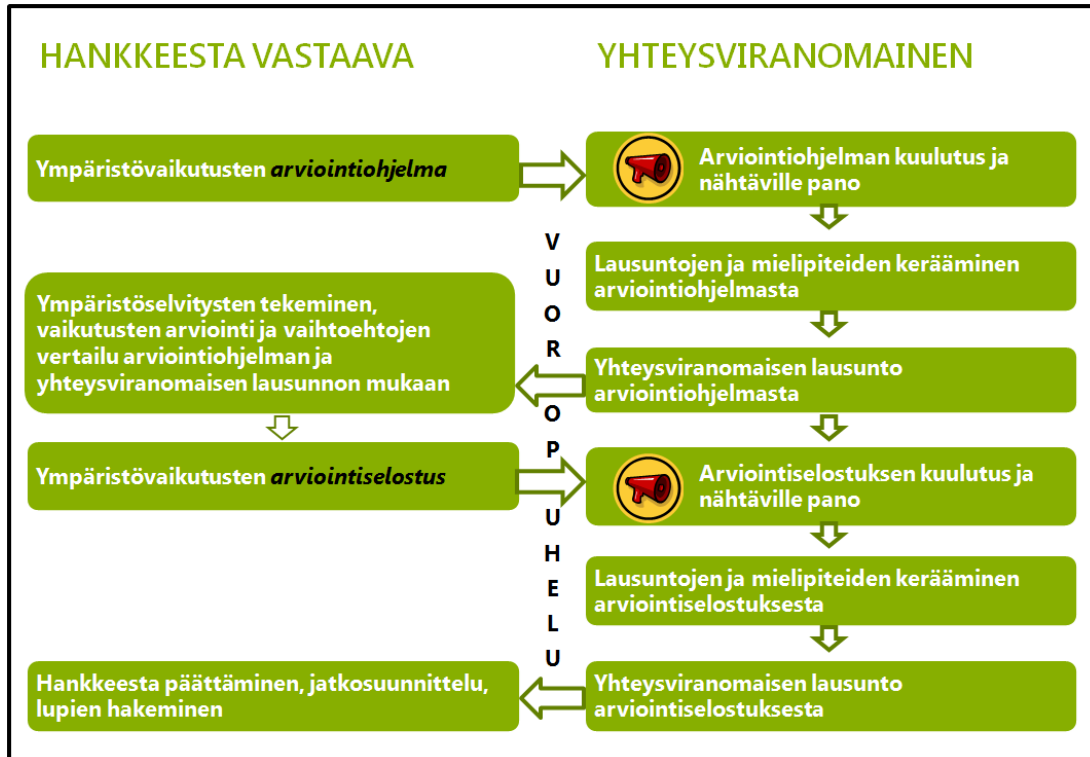 HANKKEESTA VASTAAVA
YHTEYSVIRANOMAINEN
Ympäristövaikutusten arviointiohjelma
Arviointiohjelman kuulutus ja
nähtäville pano
Lausuntojen ja mielipiteiden kerääminen
arviointiohjelmasta
Ympäristöselvitysten tekeminen,
vaikutusten arviointi ja vaihtoehtojen
vertailu arviointiohjelman ja
yhteysviranomaisen lausunnon mukaan
Yhteysviranomaisen lausunto
arviointiohjelmasta
Ympäristövaikutusten arviointiselostus
Arviointiselostuksen kuulutus ja
nähtäville pano
Lausuntojen ja mielipiteiden kerääminen
arviointiselostuksesta
Hankkeesta päättäminen, jatkosuunnittelu,
lupien hakeminen
Yhteysviranomaisen lausunto
arviointiselostuksesta
V
U
O
R
O
P
U
H
E
L
U